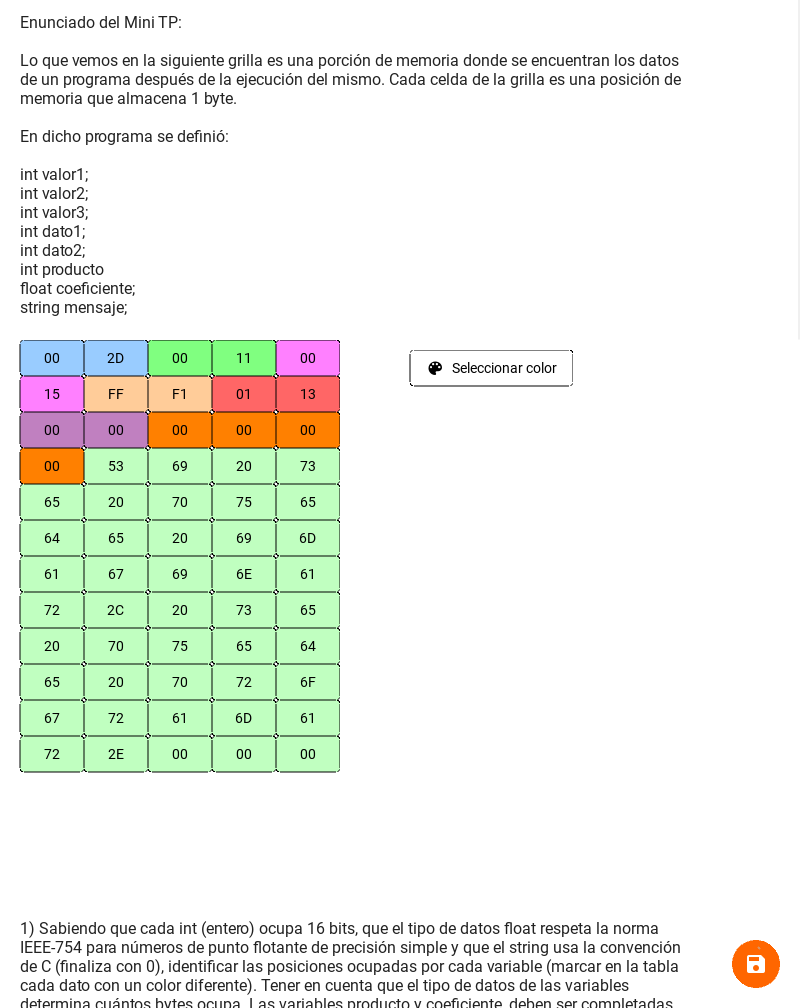 Enunciado del Mini TP:
Lo que vemos en la siguiente grilla es una porción de memoria donde se encuentran los datos
de un programa después de la ejecución del mismo. Cada celda de la grilla es una posición de
memoria que almacena 1 byte.
En dicho programa se definió:
int valor1;
int valor2;
int valor3;
int dato1;
int dato2;
int producto
float coeficiente;
string mensaje;
00 2D 00 11 00
Seleccionar color
15 FF F1 01 13
00 00 00 00 00
00 53 69 20 73
65 20 70 75 65
64 65 20 69 6D
61 67 69 6E 61
72 2C 20 73 65
20 70 75 65 64
65 20 70 72 6F
67 72 61 6D 61
72 2E 00 00 00
1) Sabiendo que cada int (entero) ocupa 16 bits, que el tipo de datos float respeta la norma
IEEE-754 para números de punto flotante de precisión simple y que el string usa la convención
de C (finaliza con 0), identificar las posiciones ocupadas por cada variable (marcar en la tabla
cada dato con un color diferente). Tener en cuenta que el tipo de datos de las variables
determina cuántos bytes ocupa. Las variables producto y coeficiente, deben ser completadas